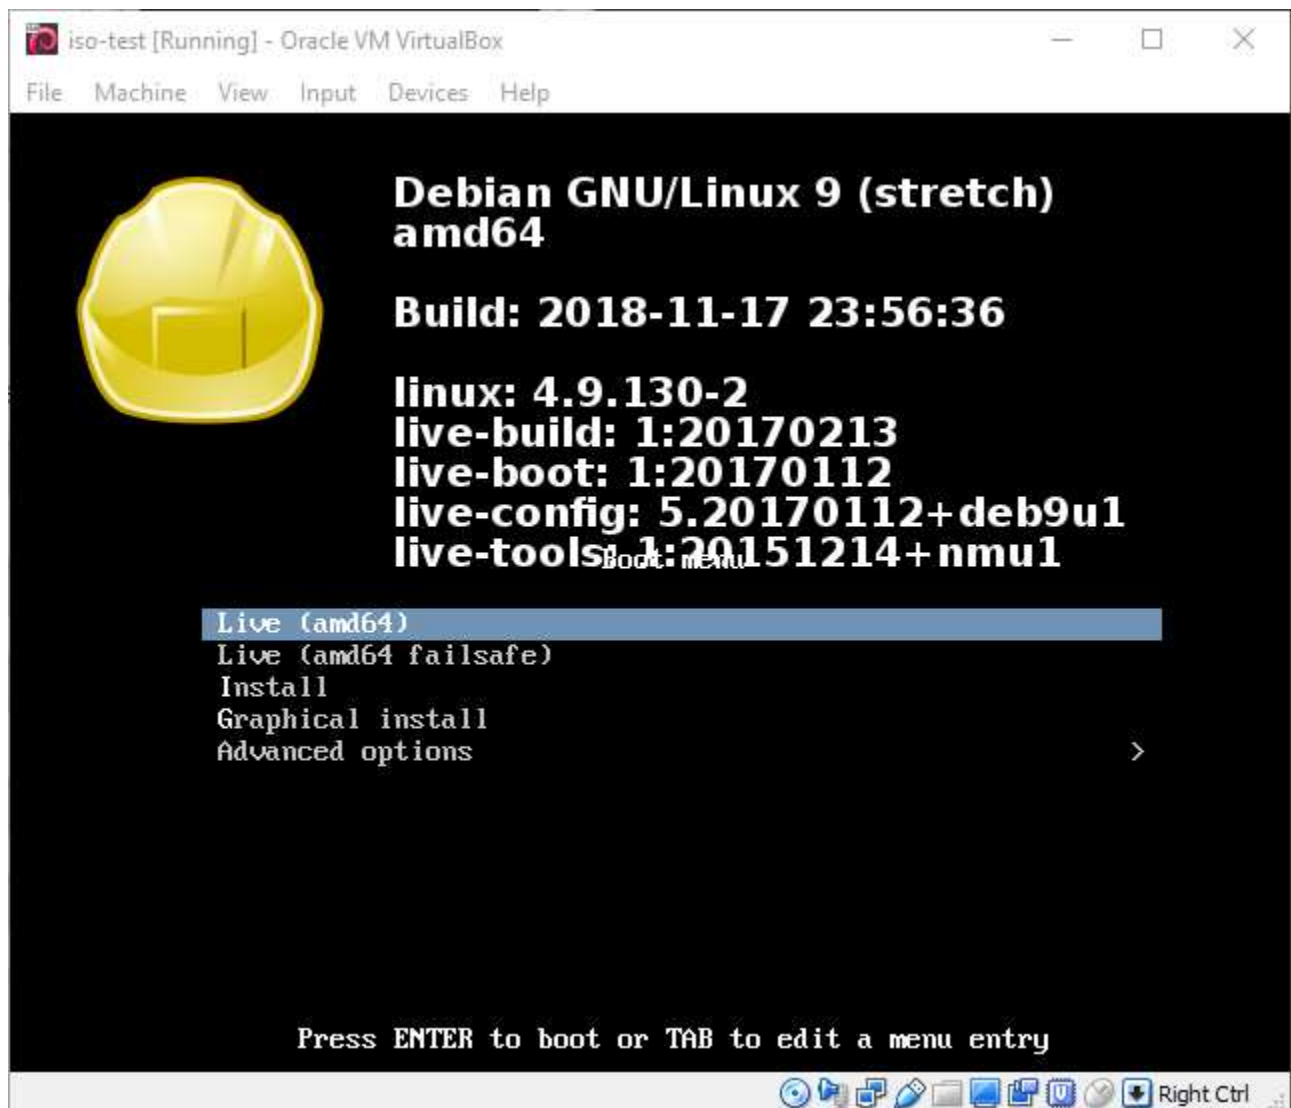 iso-test [Running] - Oracle VM VirtualBox
File Machine View Input Devices Help
Debian GNU/Linux 9 (stretch)
amd64
Build: 2018-11-17 23:56:36
linux: 4.9.130-2
live-build: 1:20170213
live-boot: 1:20170112
live-config: 5.20170112+deb9u1
live-tools: 1:20151214+nmu1
Boot menu
Live (amd64)
Live (amd64 failsafe)
Install
Graphical install
Advanced options >
Press ENTER to boot or TAB to edit a menu entry
Right Ctrl